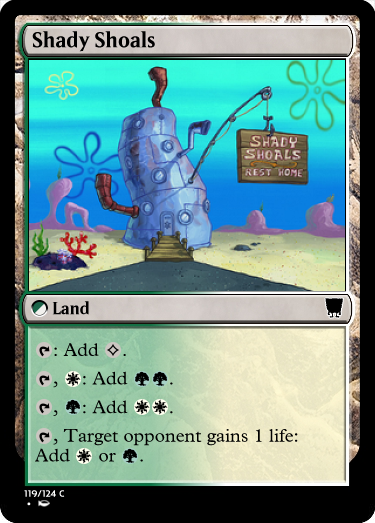 Shady Shoals
SHADY
SHOALS
REST HOME
Land
: Add .
, : Add .
, : Add .
, Target opponent gains 1 life:
Add or .
119/124 C